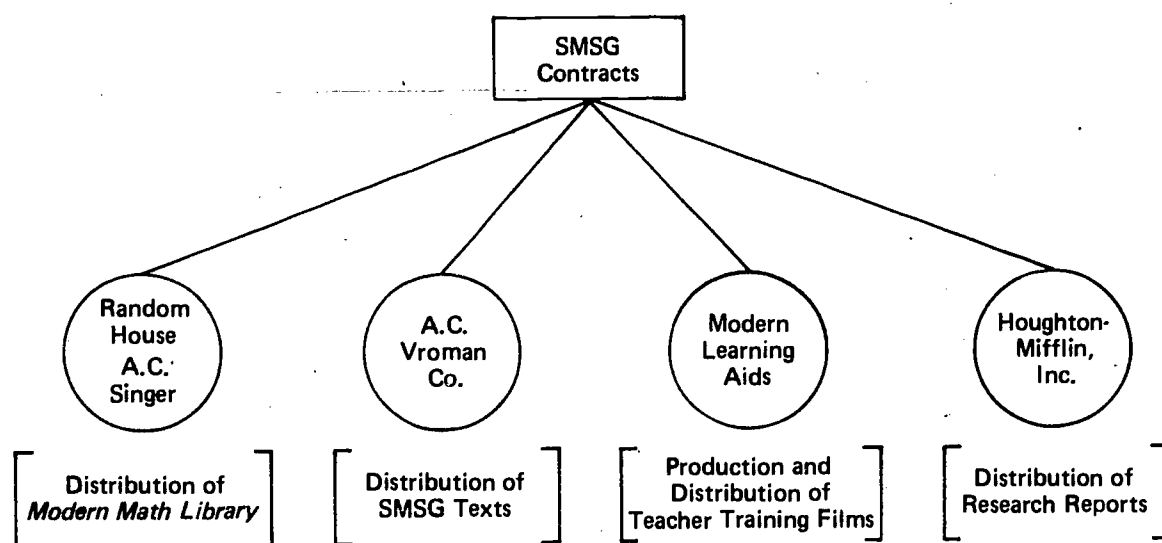 SMSG
Contracts
Random
House
A.C.
Singer
A.C.
Vroman
Co.
Modern
Learning
Aids
Houghton-
Mifflin,
Inc.
Distribution of
Modern Math Library
Distribution of
SMSG Texts
Production and
Distribution of
Teacher Training Films
Distribution of
Research Reports